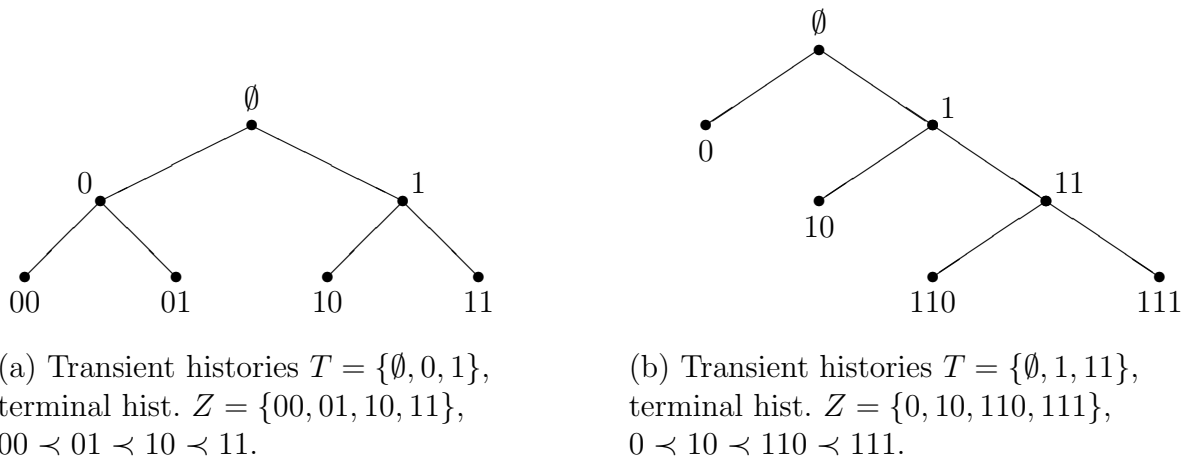 ∅
0
1
00
01
10
11
(a) Transient histories T = {∅, 0, 1},
terminal hist. Z = {00, 01, 10, 11},
00 ≺ 01 ≺ 10 ≺ 11.
∅
0
1
10
11
110
111
(b) Transient histories T = {∅, 1, 11},
terminal hist. Z = {0, 10, 110, 111},
0 ≺ 10 ≺ 110 ≺ 111.